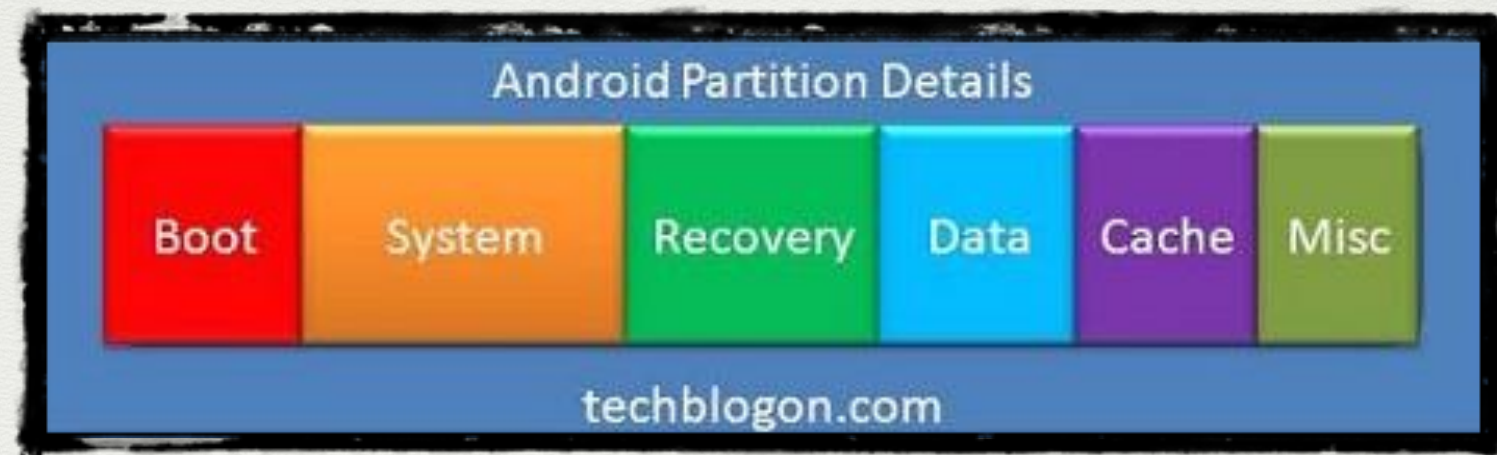 Android Partition Details
Boot System Recovery Data Cache Misc
techblogon.com